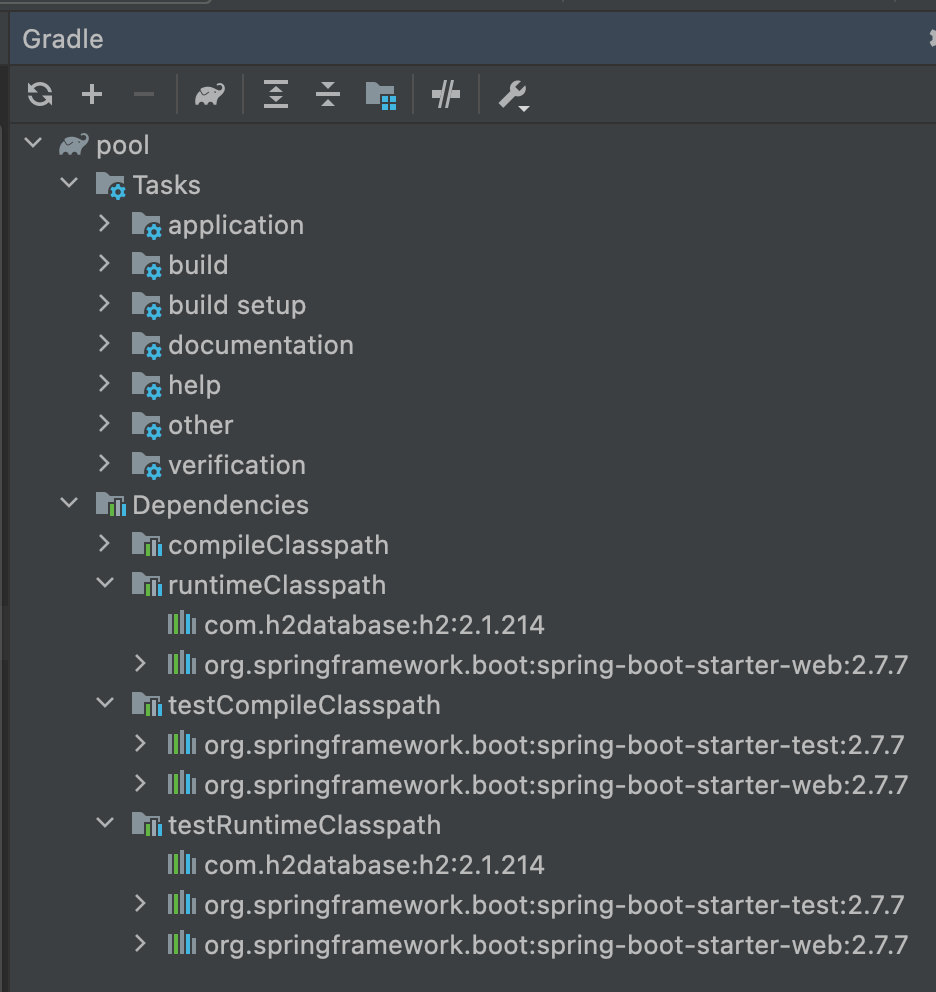 Gradle
pool
Tasks
application
build
build setup
documentation
help
other
verification
Dependencies
compileClasspath
runtimeClasspath
com.h2database:h2:2.1.214
org.springframework.boot:spring-boot-starter-web:2.7.7
testCompileClasspath
org.springframework.boot:spring-boot-starter-test:2.7.7
org.springframework.boot:spring-boot-starter-web:2.7.7
testRuntimeClasspath
com.h2database:h2:2.1.214
org.springframework.boot:spring-boot-starter-test:2.7.7
org.springframework.boot:spring-boot-starter-web:2.7.7